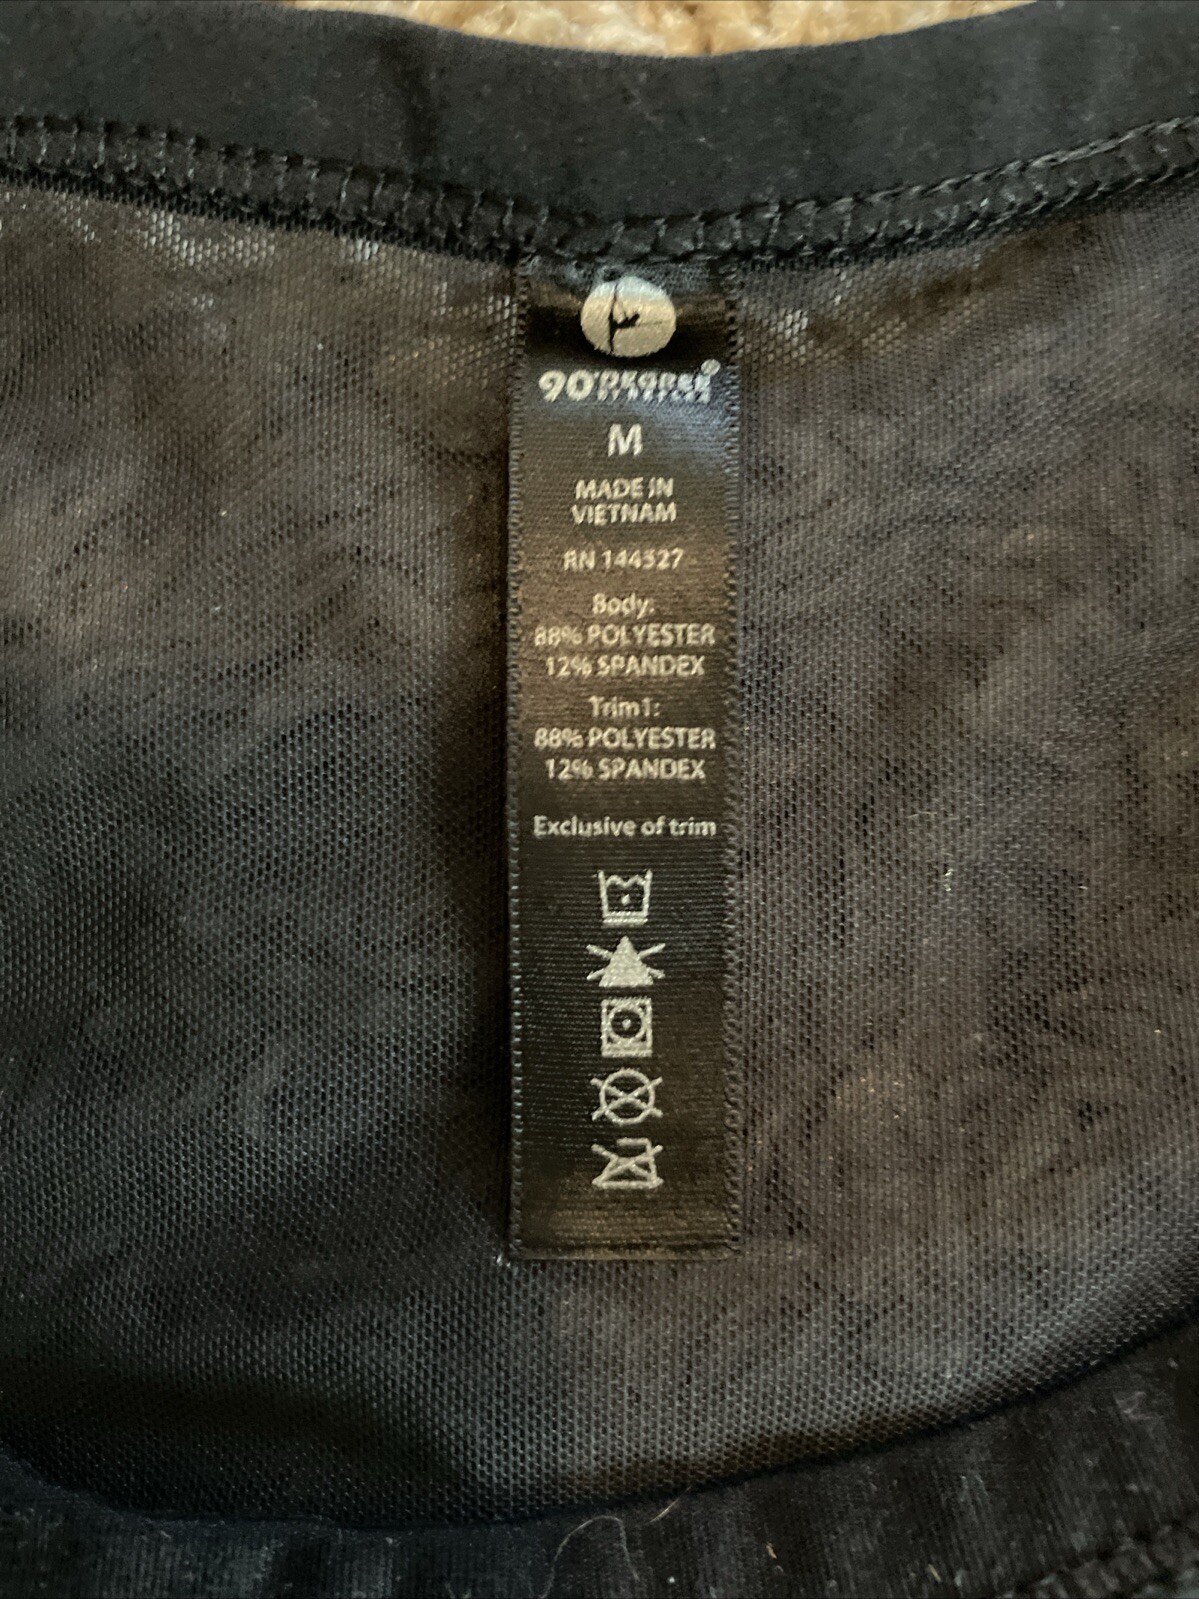 90 DEGREE®
M
MADE IN
VIETNAM
RN 144527
Body:
88% POLYESTER
12% SPANDEX
Trim1:
88% POLYESTER
12% SPANDEX
Exclusive of trim